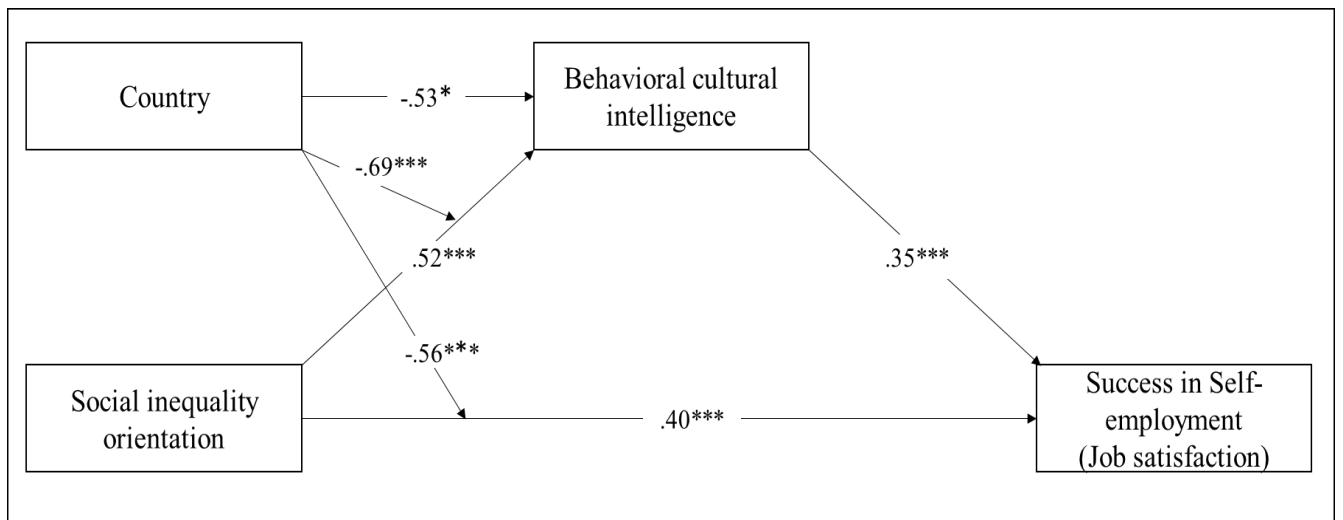 Country
-.53*
Behavioral cultural
intelligence
-.69***
.52***
.35***
-.56***
Social inequality
orientation
.40***
Success in Self-
employment
(Job satisfaction)